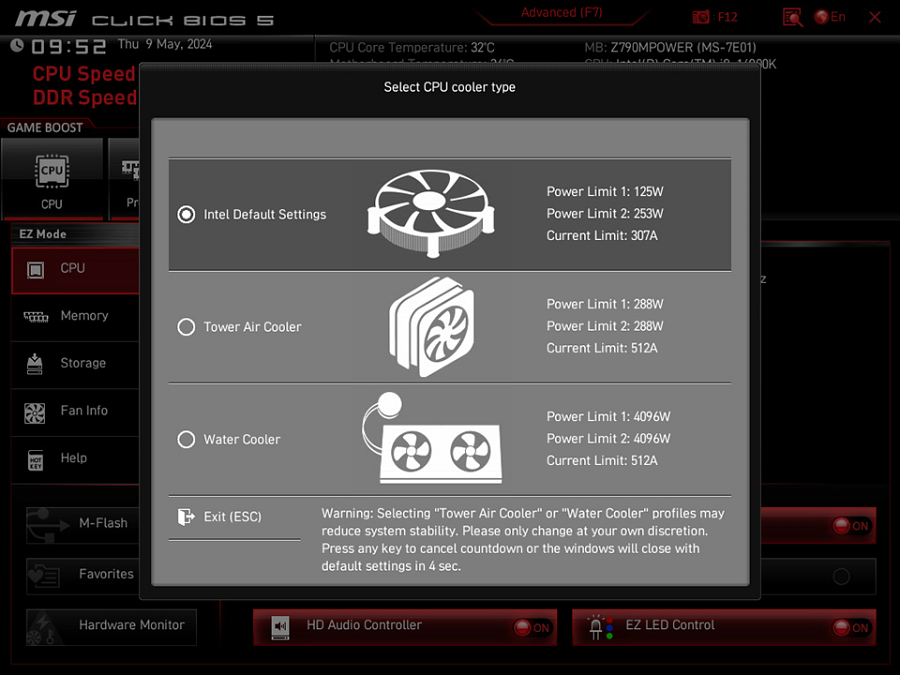 msi CLICK BIOS 5
Advanced (F7)
F12
En
09:52 Thu 9 May, 2024
CPU Core Temperature: 32°C
MB: Z790MPOWER (MS-7E01)
CPU Speed
DDR Speed
Select CPU cooler type
GAME BOOST
CPU
CPU
EZ Mode
CPU
Memory
Storage
Fan Info
HOT KEY
Help
M-Flash
Favorites
Hardware Monitor
Intel Default Settings
Power Limit 1: 125W
Power Limit 2: 253W
Current Limit: 307A
Tower Air Cooler
Power Limit 1: 288W
Power Limit 2: 288W
Current Limit: 512A
Water Cooler
Power Limit 1: 4096W
Power Limit 2: 4096W
Current Limit: 512A
Exit (ESC)
Warning: Selecting "Tower Air Cooler" or "Water Cooler" profiles may
reduce system stability. Please only change at your own discretion.
Press any key to cancel countdown or the windows will close with
default settings in 4 sec.
ON
HD Audio Controller
ON
EZ LED Control
ON